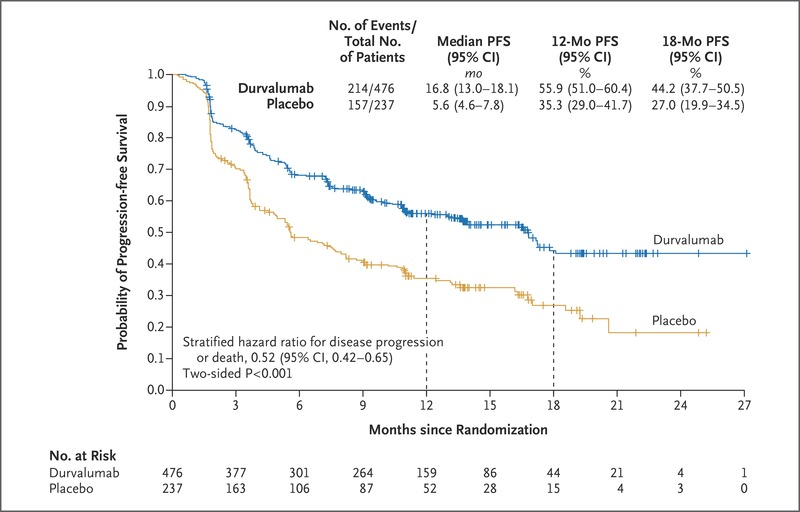 No. of Events/
Total No.
of Patients
Median PFS
(95% CI)
12-Mo PFS
(95% CI)
18-Mo PFS
(95% CI)
mo % %
Durvalumab 214/476 16.8 (13.0–18.1) 55.9 (51.0–60.4) 44.2 (37.7–50.5)
Placebo 157/237 5.6 (4.6–7.8) 35.3 (29.0–41.7) 27.0 (19.9–34.5)
Probability of Progression-free Survival
1.0
0.9
0.8
0.7
0.6
0.5
0.4
0.3
0.2
0.1
0.0
Durvalumab
Placebo
Stratified hazard ratio for disease progression
or death, 0.52 (95% CI, 0.42–0.65)
Two-sided P<0.001
0 3 6 9 12 15 18 21 24 27
Months since Randomization
No. at Risk
Durvalumab 476 377 301 264 159 86 44 21 4 1
Placebo 237 163 106 87 52 28 15 4 3 0